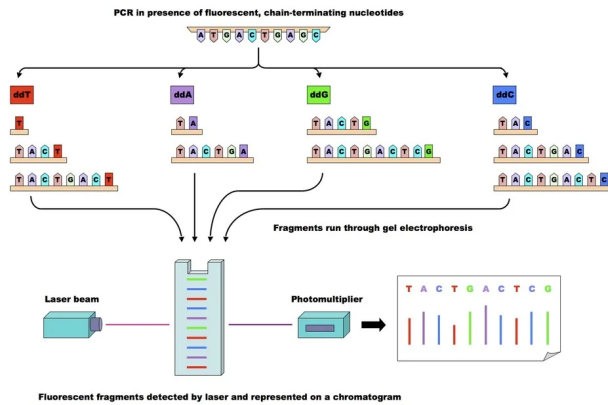 PCR in presence of fluorescent, chain-terminating nucleotides
A T G A C T G A G C
ddT
ddA
ddG
ddC
T
T A
T A C T G
T A C
T A C T
T A C T G A
T A C T G A C T C G
T A C T G A C
T A C T G A C T
T A C T G A C T C
Fragments run through gel electrophoresis
Laser beam
Photomultiplier
T A C T G A C T C G
Fluorescent fragments detected by laser and represented on a chromatogram